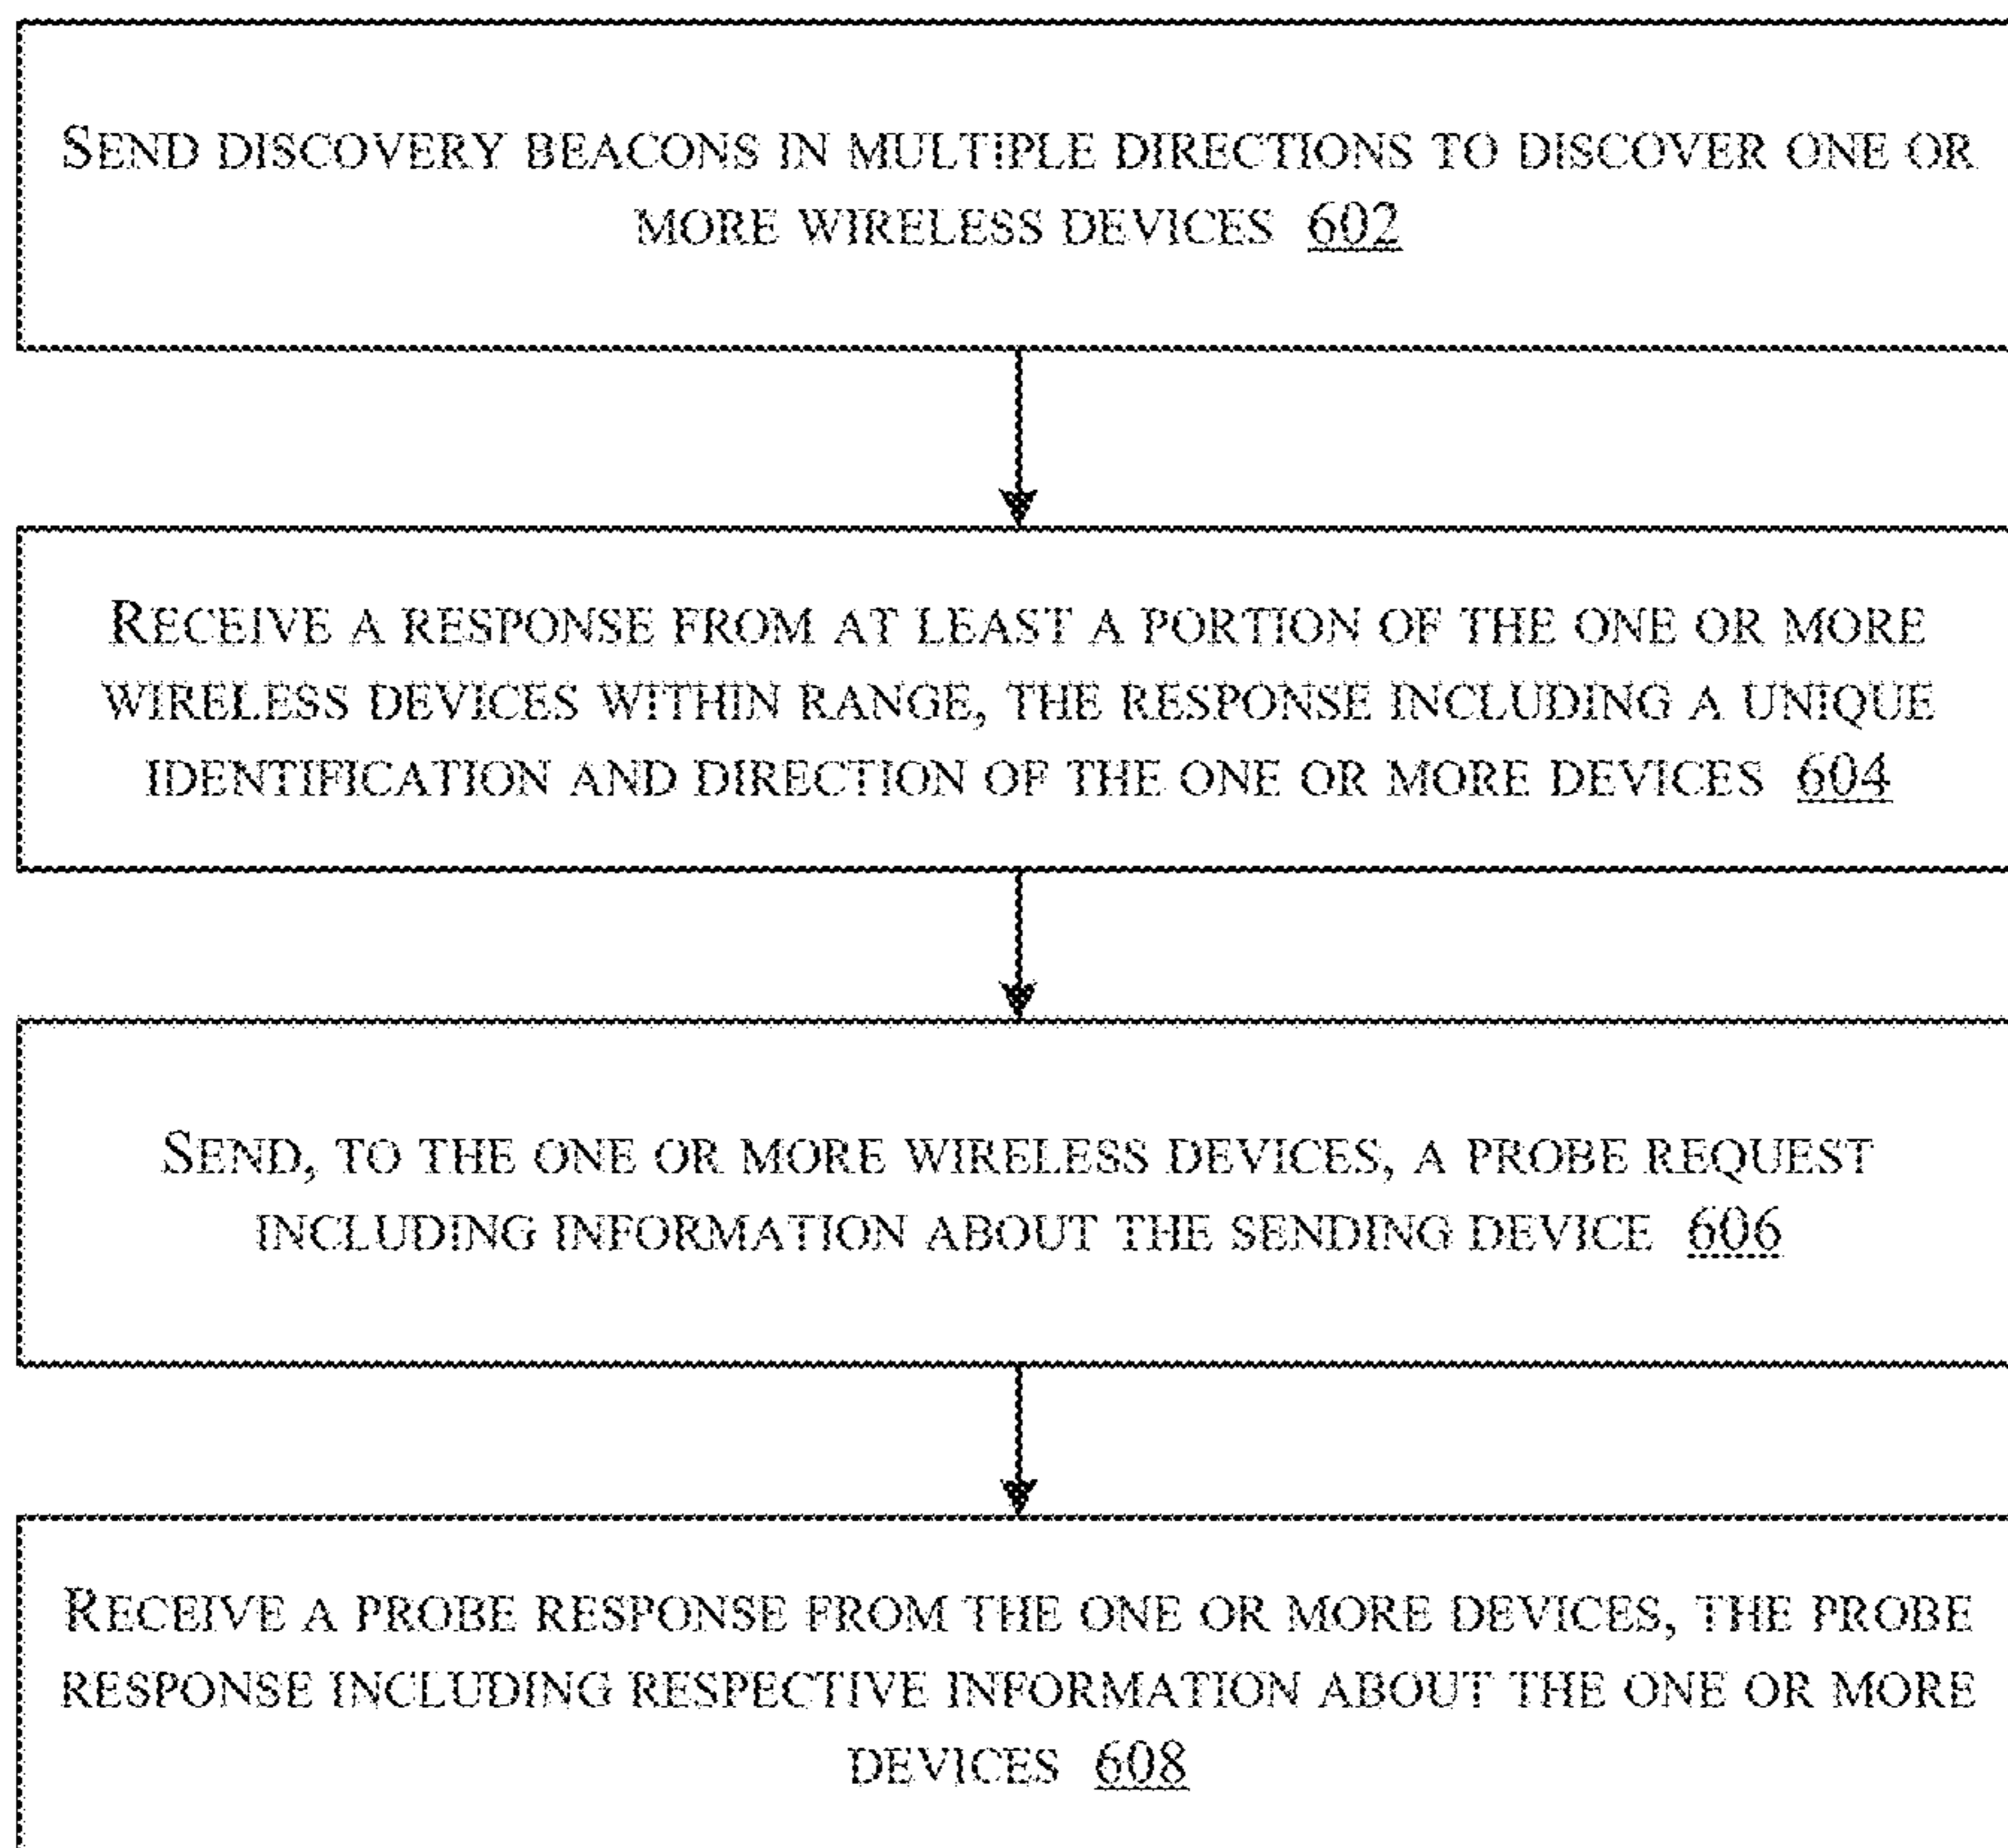 SEND DISCOVERY BEACONS IN MULTIPLE DIRECTIONS TO DISCOVER ONE OR
MORE WIRELESS DEVICES 602
RECEIVE A RESPONSE FROM AT LEAST A PORTION OF THE ONE OR MORE
WIRELESS DEVICES WITHIN RANGE, THE RESPONSE INCLUDING A UNIQUE
IDENTIFICATION AND DIRECTION OF THE ONE OR MORE DEVICES 604
SEND, TO THE ONE OR MORE WIRELESS DEVICES, A PROBE REQUEST
INCLUDING INFORMATION ABOUT THE SENDING DEVICE 606
RECEIVE A PROBE RESPONSE FROM THE ONE OR MORE DEVICES, THE PROBE
RESPONSE INCLUDING RESPECTIVE INFORMATION ABOUT THE ONE OR MORE
DEVICES 608